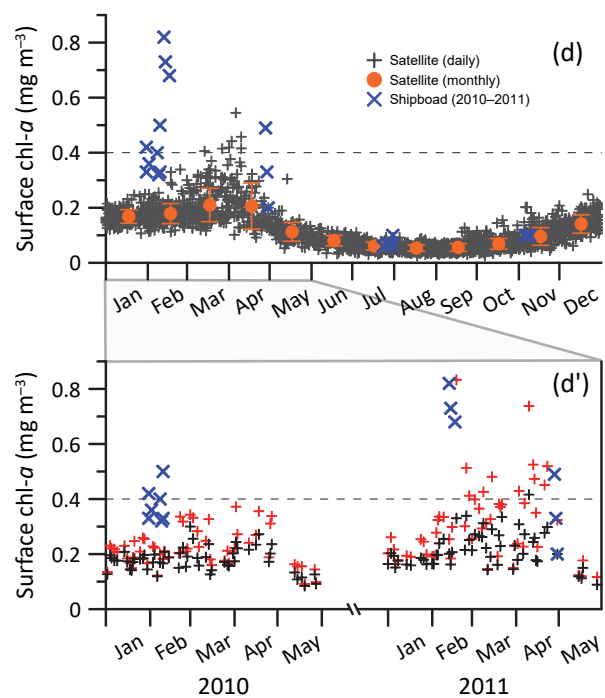 0.8
0.6
0.4
0.2
0
Surface chl-a (mg m⁻³)
(d)
Satellite (daily)
Satellite (monthly)
Shipboad (2010–2011)
Jan Feb Mar Apr May Jun Jul Aug Sep Oct Nov Dec
(d')
0.8
0.6
0.4
0.2
0
Surface chl-a (mg m⁻³)
Jan Feb Mar Apr May Jan Feb Mar Apr May
2010 2011